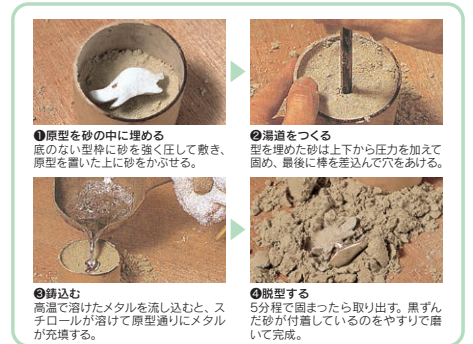 ❶原型を砂の中に埋める
底のない型枠に砂を強く圧して敷き、
原型を置いた上に砂をかぶせる。
❷湯道をつくる
型を埋めた砂は上下から圧力を加えて
固め、最後に棒を差込んで穴をあける。
❸鋳込む
高温で溶けたメタルを流し込むと、ス
チロールが溶けて原型通りにメタル
が充填する。
❹脱型する
5分程で固まったら取り出す。黒ずん
だ砂が付着しているのをやすりで磨
いて完成。